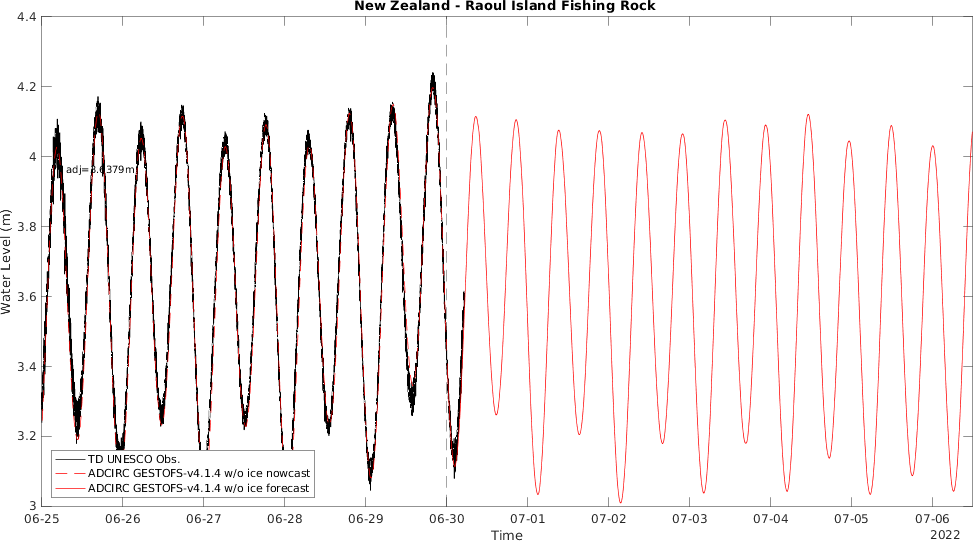 New Zealand - Raoul Island Fishing Rock
4.4
4.2
4
3.8
3.6
3.4
3.2
3
Water Level (m)
adj=3.6379m
TD UNESCO Obs.
ADCIRC GESTOFS-v4.1.4 w/o ice nowcast
ADCIRC GESTOFS-v4.1.4 w/o ice forecast
06-25 06-26 06-27 06-28 06-29 06-30 07-01 07-02 07-03 07-04 07-05 07-06
Time
2022